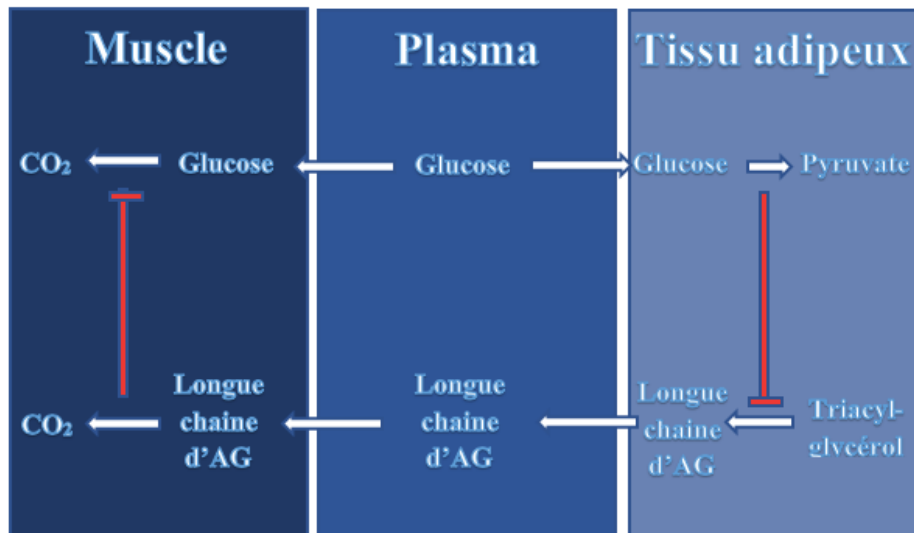 Muscle
Plasma
Tissu adipeux
CO₂
Glucose
Glucose
Glucose
Pyruvate
CO₂
Longue
chaine
d’AG
Longue
chaine
d’AG
Longue
chaine
d’AG
Triacyl-
glycérol